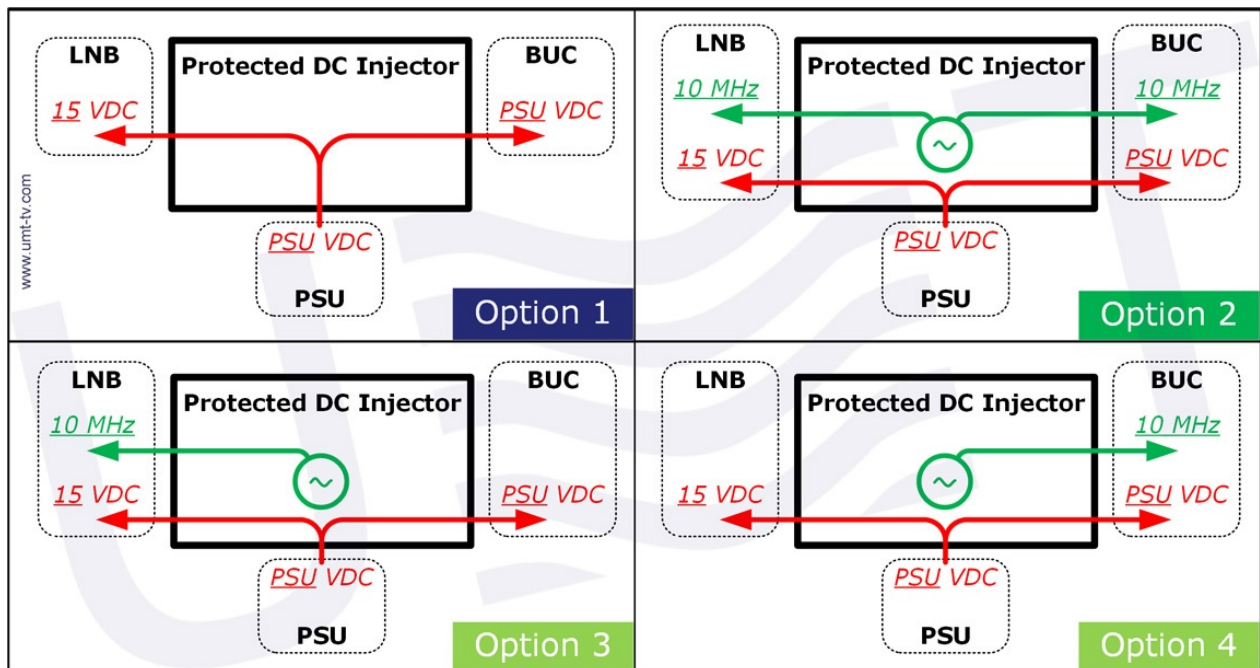 LNB
Protected DC Injector
BUC
15 VDC
PSU VDC
PSU VDC
PSU
Option 1
www.umt-tv.com
LNB
Protected DC Injector
BUC
10 MHz
10 MHz
~
15 VDC
PSU VDC
PSU VDC
PSU
Option 2
LNB
Protected DC Injector
BUC
10 MHz
~
15 VDC
PSU VDC
PSU VDC
PSU
Option 3
LNB
Protected DC Injector
BUC
10 MHz
~
15 VDC
PSU VDC
PSU VDC
PSU
Option 4